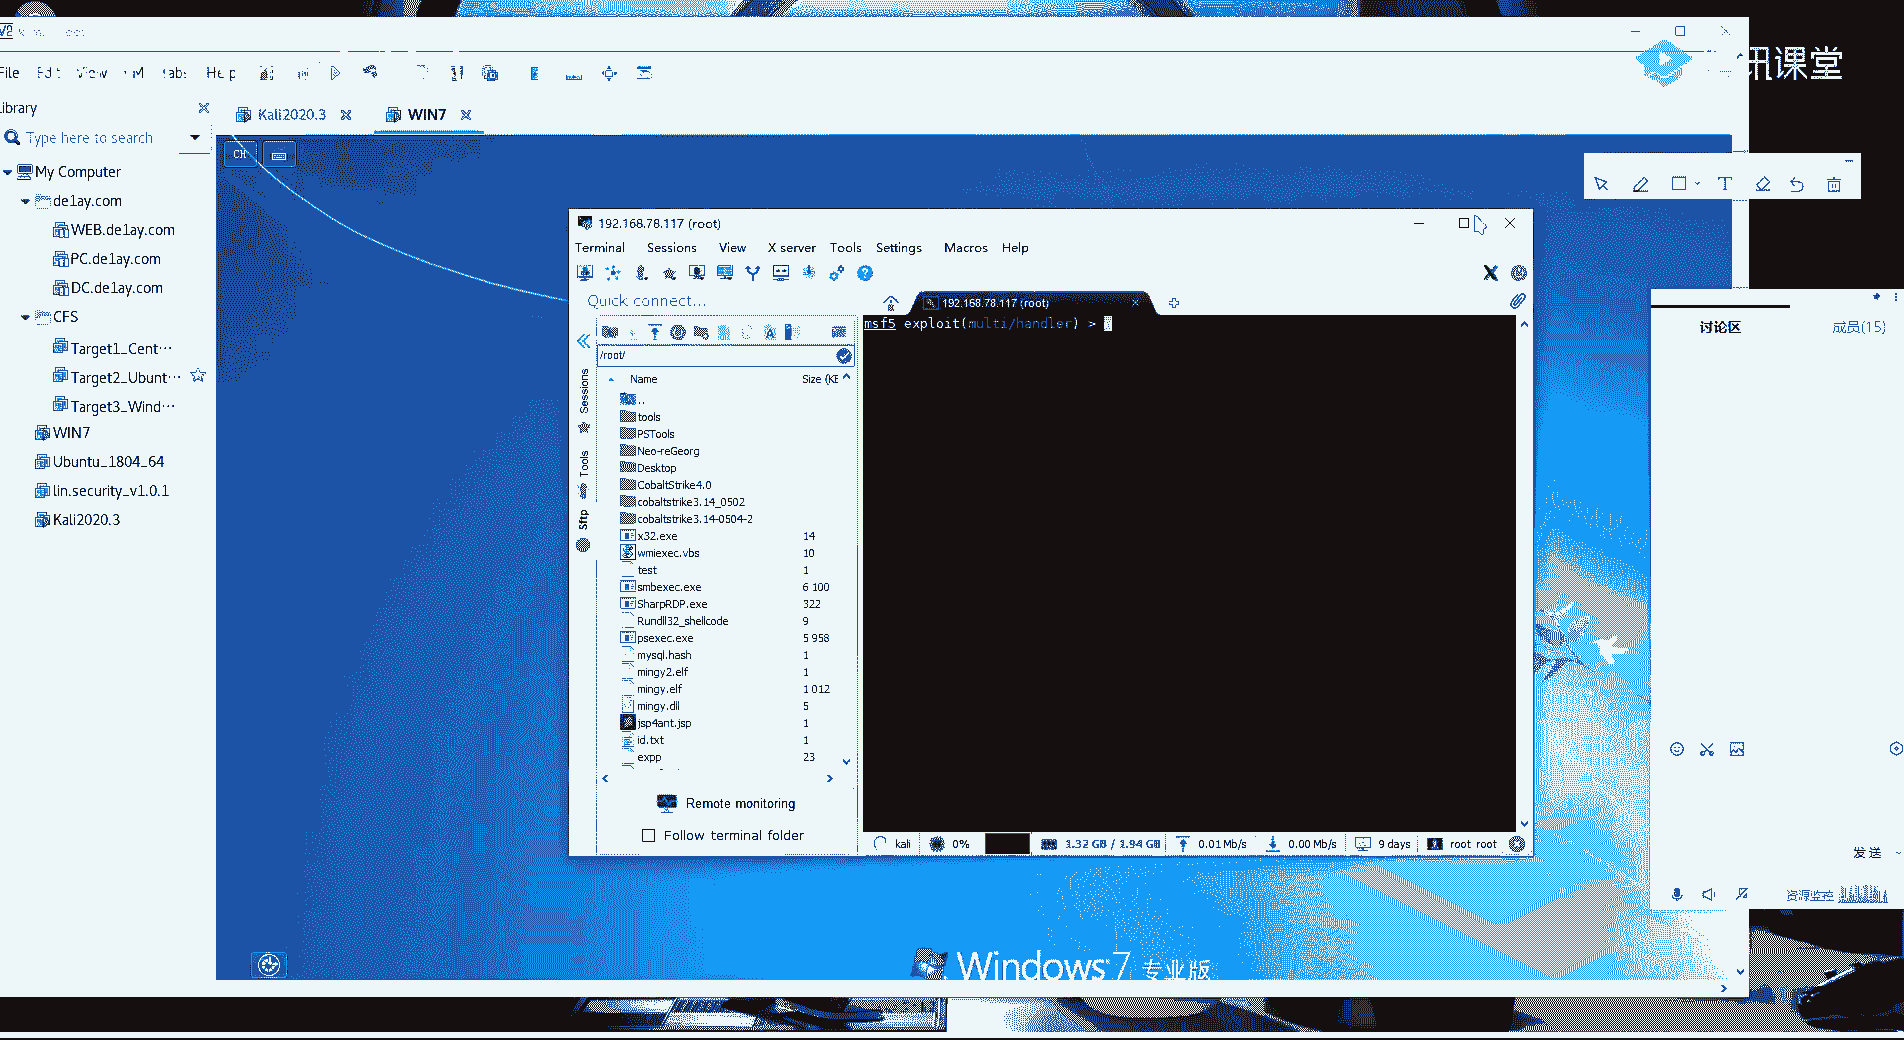 File Edit View VM Tabs Help
讯课堂
Library
Type here to search
Kali2020.3
WIN7
CH
My Computer
de1ay.com
WEB.de1ay.com
PC.de1ay.com
DC.de1ay.com
CFS
Target1_Cent···
Target2_Ubunt···
Target3_Wind···
WIN7
Ubuntu_1804_64
lin.security_v1.0.1
Kali2020.3
192.168.78.117 (root)
Terminal Sessions View X server Tools Settings Macros Help
Quick connect...
192.168.78.117 (root)
/root/
Sessions
Tools
Sftp
Name Size (KE
..
tools
PSTools
Neo-reGeorg
Desktop
CobaltStrike4.0
cobaltstrike3.14_0502
cobaltstrike3.14-0504-2
x32.exe 14
wmiexec.vbs 10
test 1
smbexec.exe 6 100
SharpRDP.exe 322
Rundll32_shellcode 9
psexec.exe 5 958
mysql.hash 1
mingy2.elf 1
mingy.elf 1 012
mingy.dll 5
jsp4ant.jsp 1
id.txt 1
expp 23
Remote monitoring
Follow terminal folder
msf5 exploit(multi/handler) >
kali 0% 1.32 GB / 1.94 GB 0.01 Mb/s 0.00 Mb/s 9 days root root
讨论区 成员(15)
发送
资源监控
Windows 7 专业版